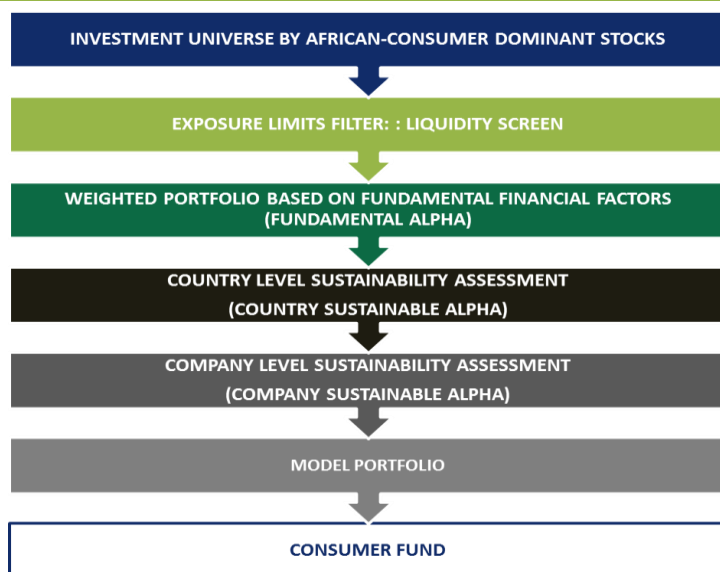 INVESTMENT UNIVERSE BY AFRICAN-CONSUMER DOMINANT STOCKS
EXPOSURE LIMITS FILTER: : LIQUIDITY SCREEN
WEIGHTED PORTFOLIO BASED ON FUNDAMENTAL FINANCIAL FACTORS
(FUNDAMENTAL ALPHA)
COUNTRY LEVEL SUSTAINABILITY ASSESSMENT
(COUNTRY SUSTAINABLE ALPHA)
COMPANY LEVEL SUSTAINABILITY ASSESSMENT
(COMPANY SUSTAINABLE ALPHA)
MODEL PORTFOLIO
CONSUMER FUND